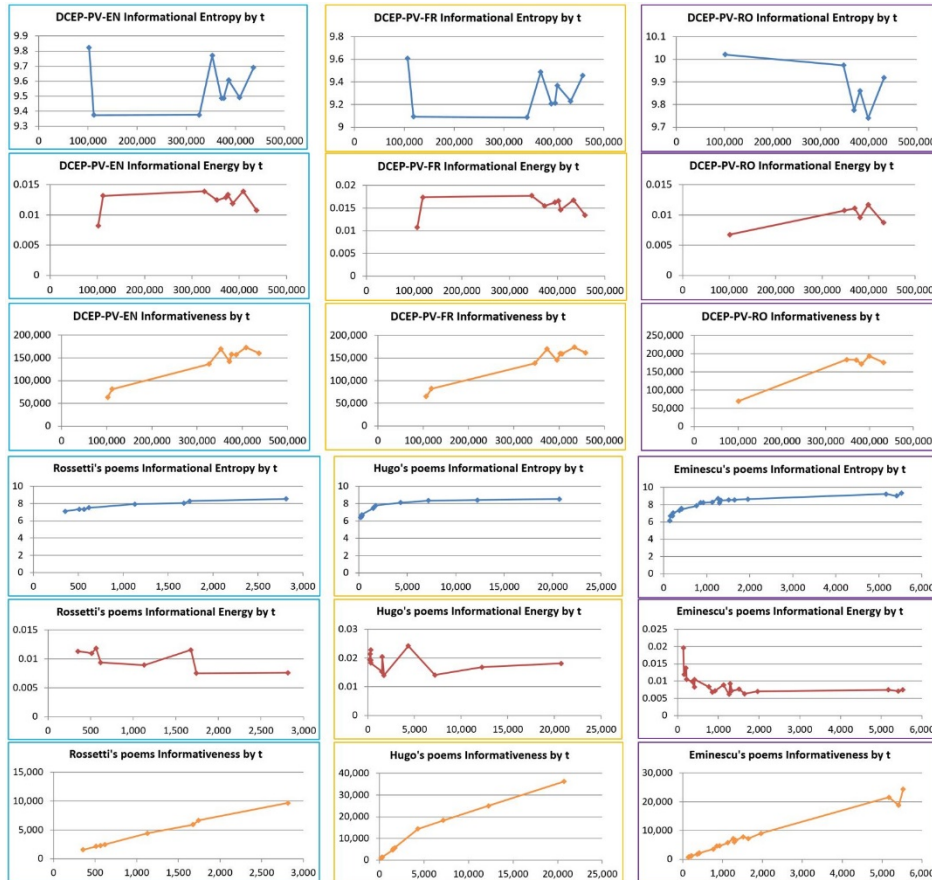 DCEP-PV-EN Informational Entropy by t
9.9
9.8
9.7
9.6
9.5
9.4
9.3
0 100,000 200,000 300,000 400,000 500,000
DCEP-PV-FR Informational Entropy by t
9.8
9.6
9.4
9.2
9
0 100,000 200,000 300,000 400,000 500,000
DCEP-PV-RO Informational Entropy by t
10.1
10
9.9
9.8
9.7
0 100,000 200,000 300,000 400,000 500,000
DCEP-PV-EN Informational Energy by t
0.015
0.01
0.005
0
0 100,000 200,000 300,000 400,000 500,000
DCEP-PV-FR Informational Energy by t
0.02
0.015
0.01
0.005
0
0 100,000 200,000 300,000 400,000 500,000
DCEP-PV-RO Informational Energy by t
0.015
0.01
0.005
0
0 100,000 200,000 300,000 400,000 500,000
DCEP-PV-EN Informativeness by t
200,000
150,000
100,000
50,000
0
0 100,000 200,000 300,000 400,000 500,000
DCEP-PV-FR Informativeness by t
200,000
150,000
100,000
50,000
0
0 100,000 200,000 300,000 400,000 500,000
DCEP-PV-RO Informativeness by t
250,000
200,000
150,000
100,000
50,000
0
0 100,000 200,000 300,000 400,000 500,000
Rossetti's poems Informational Entropy by t
10
8
6
4
2
0
0 500 1,000 1,500 2,000 2,500 3,000
Hugo's poems Informational Entropy by t
10
8
6
4
2
0
0 5,000 10,000 15,000 20,000 25,000
Eminescu's poems Informational Entropy by t
10
8
6
4
2
0
0 1,000 2,000 3,000 4,000 5,000 6,000
Rossetti's poems Informational Energy by t
0.015
0.01
0.005
0
0 500 1,000 1,500 2,000 2,500 3,000
Hugo's poems Informational Energy by t
0.03
0.02
0.01
0
0 5,000 10,000 15,000 20,000 25,000
Eminescu's poems Informational Energy by t
0.025
0.02
0.015
0.01
0.005
0
0 1,000 2,000 3,000 4,000 5,000 6,000
Rossetti's poems Informativeness by t
15,000
10,000
5,000
0
0 500 1,000 1,500 2,000 2,500 3,000
Hugo's poems Informativeness by t
40,000
30,000
20,000
10,000
0
0 5,000 10,000 15,000 20,000 25,000
Eminescu's poems Informativeness by t
30,000
20,000
10,000
0
0 1,000 2,000 3,000 4,000 5,000 6,000